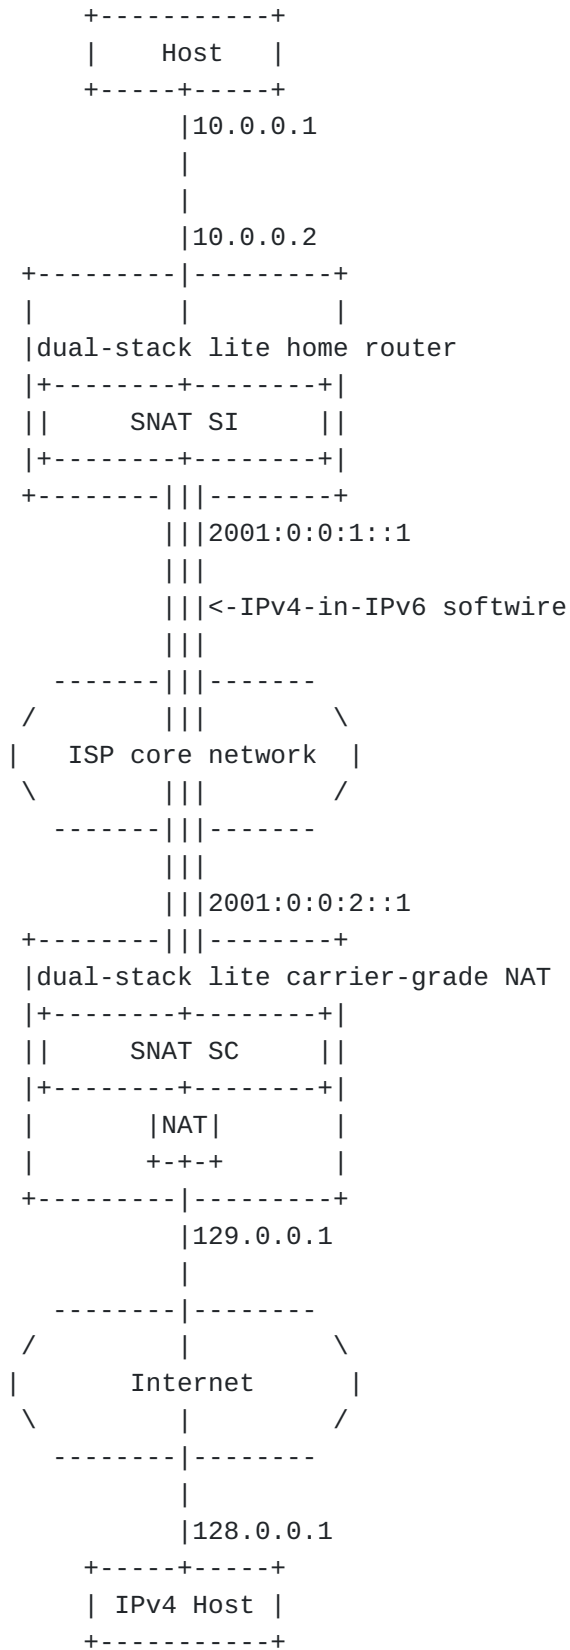 +-----------+
|    Host   |
+-----+-----+
|10.0.0.1
|
|
|10.0.0.2
+---------|---------+
|         |         |
|dual-stack lite home router
|+--------+--------+|
||     SNAT SI     ||
|+--------+--------+|
+--------|||--------+
|||2001:0:0:1::1
|||
|||<-IPv4-in-IPv6 softwire
|||
-------|||-------
/        |||        \
|   ISP core network  |
\        |||        /
-------|||-------
|||
|||2001:0:0:2::1
+--------|||--------+
|dual-stack lite carrier-grade NAT
|+--------+--------+|
||     SNAT SC     ||
|+--------+--------+|
|       |NAT|       |
|       +-+-+       |
+---------|---------+
|129.0.0.1
|
--------|--------
/         |         \
|       Internet      |
\         |         /
--------|--------
|
|128.0.0.1
+-----+-----+
| IPv4 Host |
+-----------+